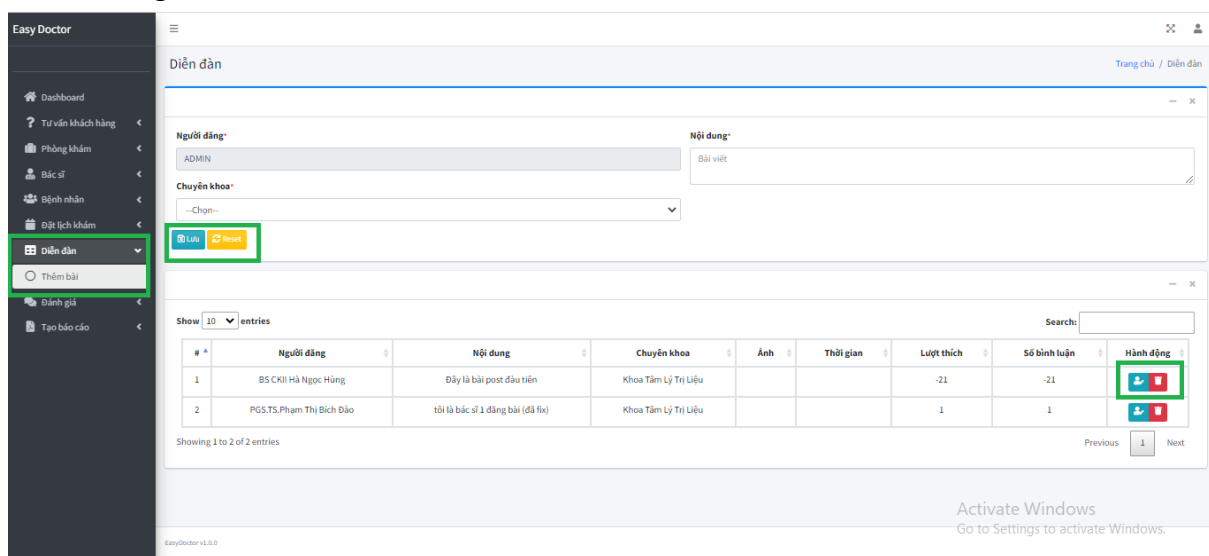 Easy Doctor
Diễn đàn
Trang chủ / Diễn đàn
Dashboard
Tư vấn khách hàng
Phòng khám
Bác sĩ
Bệnh nhân
Đặt lịch khám
Diễn đàn
Thêm bài
Đánh giá
Tạo báo cáo
Người đăng*
Nội dung*
ADMIN
Bài viết
Chuyên khoa*
--Chọn--
Lưu Reset
Show 10 entries
Search:
# Người đăng Nội dung Chuyên khoa Ảnh Thời gian Lượt thích Số bình luận Hành động
1 BS CKII Hà Ngọc Hùng Đây là bài post đàu tiên Khoa Tâm Lý Trị Liệu -21 -21
2 PGS.TS.Phạm Thị Bích Đào tôi là bác sĩ 1 đăng bài (đã fix) Khoa Tâm Lý Trị Liệu 1 1
Showing 1 to 2 of 2 entries
Previous 1 Next
Activate Windows
Go to Settings to activate Windows.
EasyDoctor v1.0.0